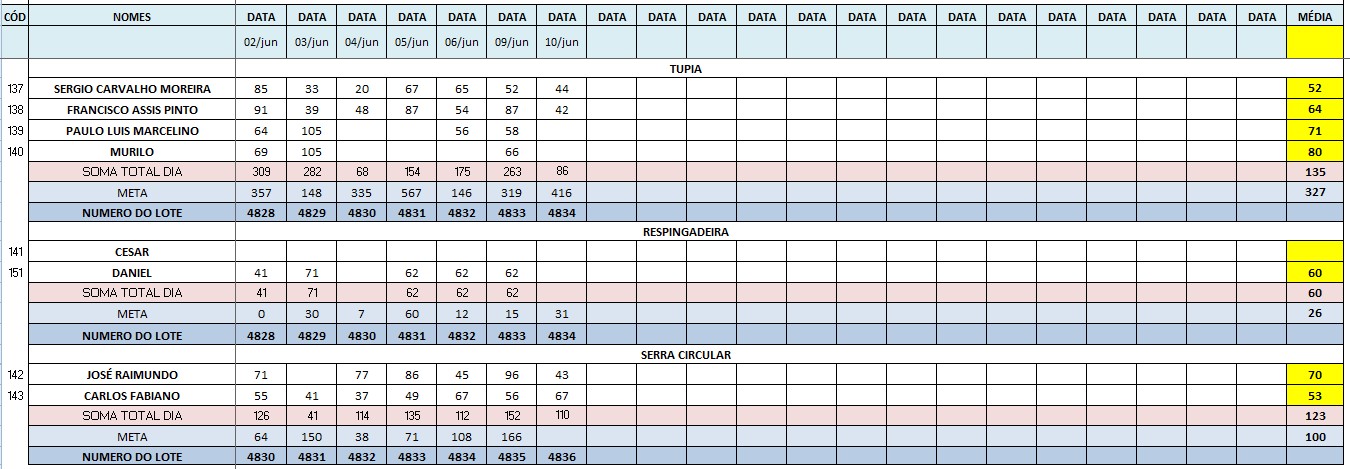 CÓD NOMES DATA DATA DATA DATA DATA DATA DATA DATA DATA DATA DATA DATA DATA DATA DATA DATA DATA DATA DATA DATA DATA MÉDIA
02/jun 03/jun 04/jun 05/jun 06/jun 09/jun 10/jun
TUPIA
137 SERGIO CARVALHO MOREIRA 85 33 20 67 65 52 44 52
138 FRANCISCO ASSIS PINTO 91 39 48 87 54 87 42 64
139 PAULO LUIS MARCELINO 64 105 56 58 71
140 MURILO 69 105 66 80
SOMA TOTAL DIA 309 282 68 154 175 263 86 135
META 357 148 335 567 146 319 416 327
NUMERO DO LOTE 4828 4829 4830 4831 4832 4833 4834
RESPINGADEIRA
141 CESAR
151 DANIEL 41 71 62 62 62 60
SOMA TOTAL DIA 41 71 62 62 62 60
META 0 30 7 60 12 15 31 26
NUMERO DO LOTE 4828 4829 4830 4831 4832 4833 4834
SERRA CIRCULAR
142 JOSÉ RAIMUNDO 71 77 86 45 96 43 70
143 CARLOS FABIANO 55 41 37 49 67 56 67 53
SOMA TOTAL DIA 126 41 114 135 112 152 110 123
META 64 150 38 71 108 166 100
NUMERO DO LOTE 4830 4831 4832 4833 4834 4835 4836